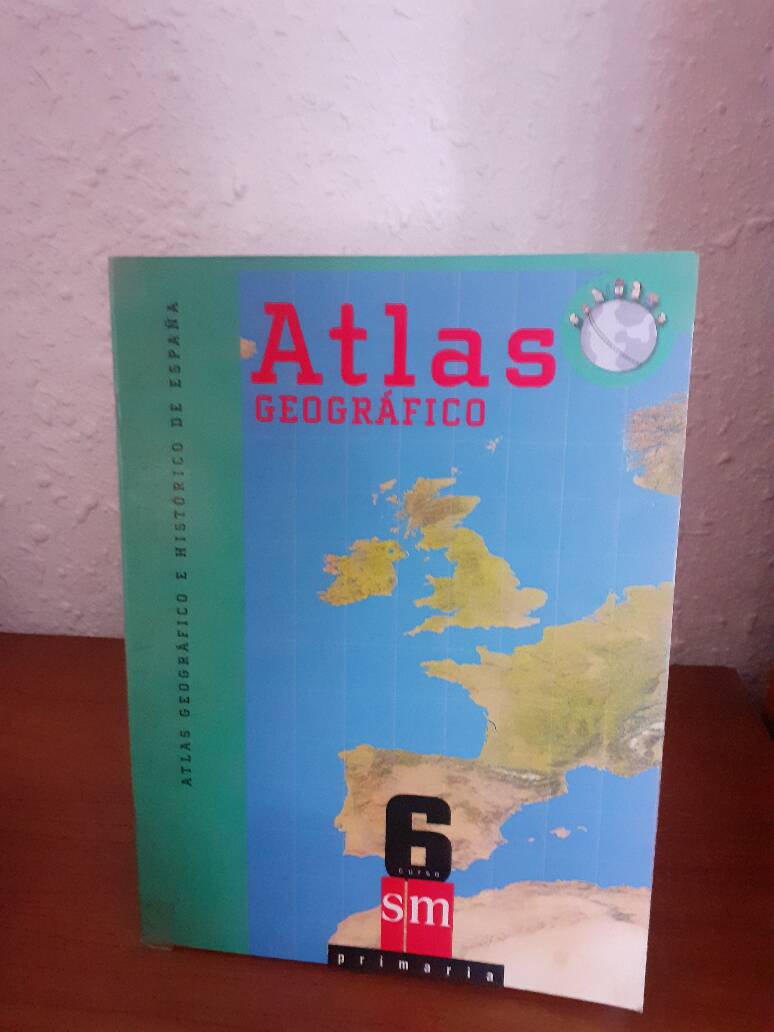 Atlas
GEOGRÁFICO
ATLAS GEOGRÁFICO E HISTÓRICO DE ESPAÑA
6
curso
sm
primaria